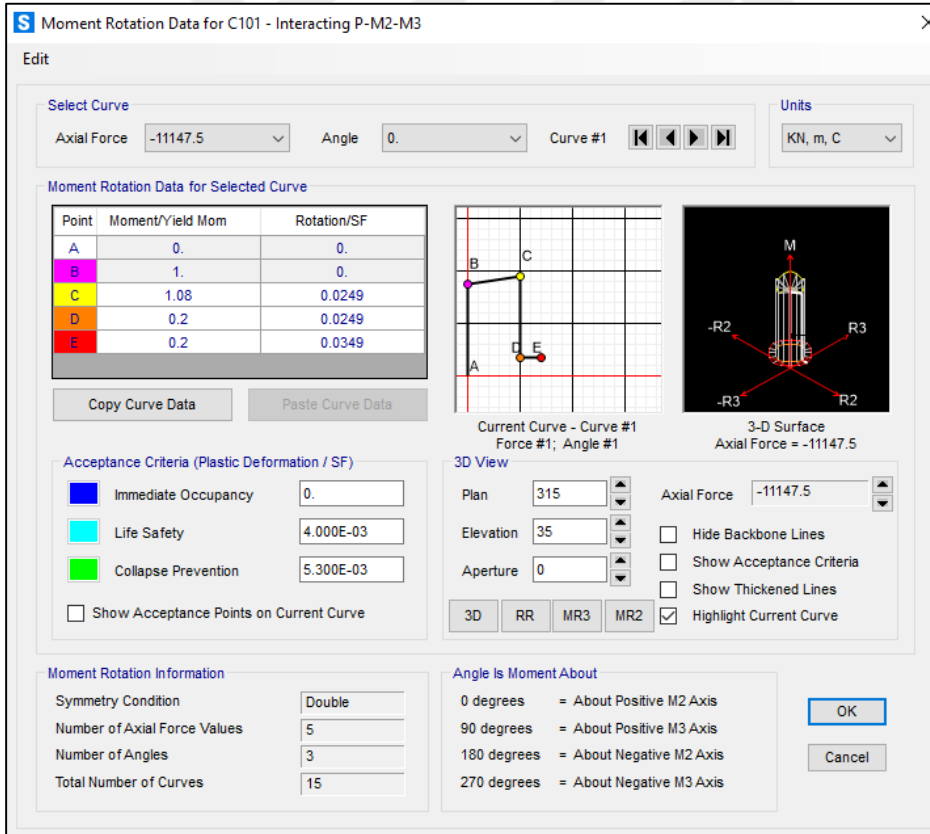 S Moment Rotation Data for C101 - Interacting P-M2-M3
Edit
Select Curve
Axial Force -11147.5 Angle 0. Curve #1
Units
KN, m, C
Moment Rotation Data for Selected Curve
Point Moment/Yield Mom Rotation/SF
A 0. 0.
B 1. 0.
C 1.08 0.0249
D 0.2 0.0249
E 0.2 0.0349
Copy Curve Data Paste Curve Data
B C
D E
A
Current Curve - Curve #1
Force #1; Angle #1
M
-R2 R3
-R3 R2
3-D Surface
Axial Force = -11147.5
Acceptance Criteria (Plastic Deformation / SF)
Immediate Occupancy 0.
Life Safety 4.000E-03
Collapse Prevention 5.300E-03
Show Acceptance Points on Current Curve
3D View
Plan 315
Elevation 35
Aperture 0
3D RR MR3 MR2
Axial Force -11147.5
Hide Backbone Lines
Show Acceptance Criteria
Show Thickened Lines
Highlight Current Curve
Moment Rotation Information
Symmetry Condition Double
Number of Axial Force Values 5
Number of Angles 3
Total Number of Curves 15
Angle Is Moment About
0 degrees = About Positive M2 Axis
90 degrees = About Positive M3 Axis
180 degrees = About Negative M2 Axis
270 degrees = About Negative M3 Axis
OK
Cancel